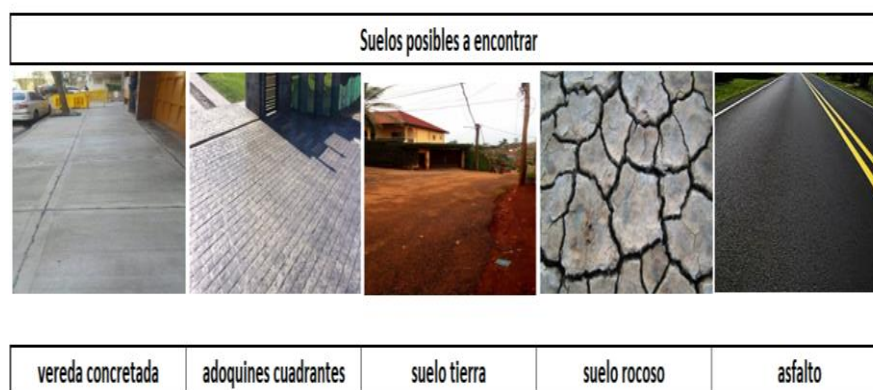 Suelos posibles a encontrar
vereda concretada
adoquines cuadrantes
suelo tierra
suelo rocoso
asfalto